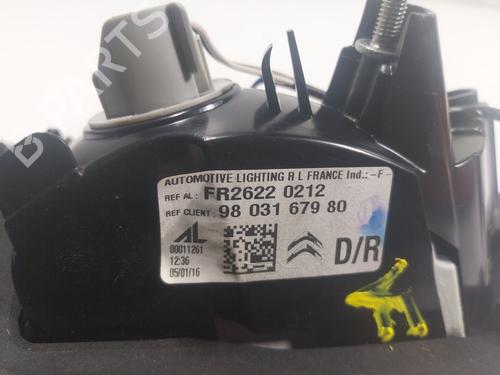 AUTOMOTIVE LIGHTING R L FRANCE Ind.: -F-
REF AL: FR2622 0212
REF CLIENT: 98 031 679 80
AL
00011261
12:36
05/01/16
D/R
PARTS